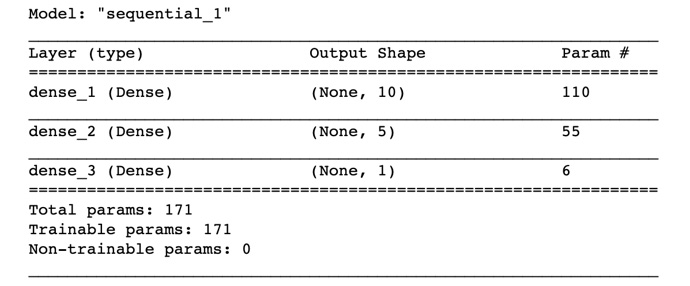 Model: "sequential_1"
Layer (type) Output Shape Param #
dense_1 (Dense) (None, 10) 110
dense_2 (Dense) (None, 5) 55
dense_3 (Dense) (None, 1) 6
Total params: 171
Trainable params: 171
Non-trainable params: 0